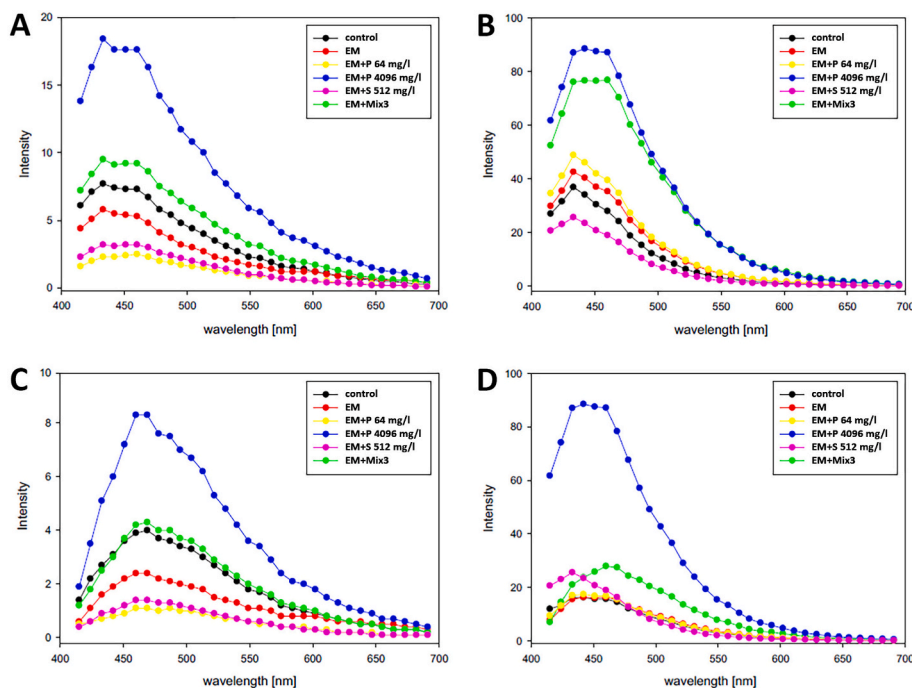 A
20
15
10
5
0
Intensity
400 450 500 550 600 650 700
wavelength [nm]
control
EM
EM+P 64 mg/l
EM+P 4096 mg/l
EM+S 512 mg/l
EM+Mix3
B
100
80
60
40
20
0
Intensity
400 450 500 550 600 650 700
wavelength [nm]
control
EM
EM+P 64 mg/l
EM+P 4096 mg/l
EM+S 512 mg/l
EM+Mix3
C
10
8
6
4
2
0
Intensity
400 450 500 550 600 650 700
wavelength [nm]
control
EM
EM+P 64 mg/l
EM+P 4096 mg/l
EM+S 512 mg/l
EM+Mix3
D
100
80
60
40
20
0
Intensity
400 450 500 550 600 650 700
wavelength [nm]
control
EM
EM+P 64 mg/l
EM+P 4096 mg/l
EM+S 512 mg/l
EM+Mix3